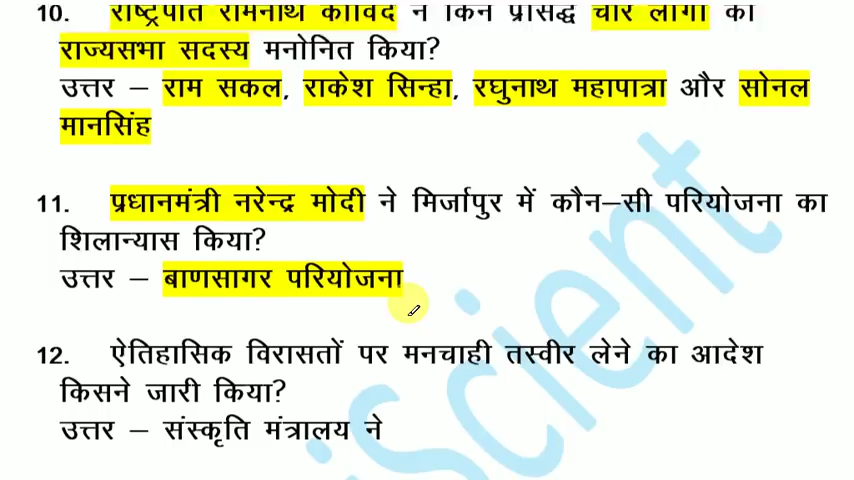 10. राष्ट्रपति रामनाथ कोविंद ने किन प्रसिद्ध चार लोगों को
राज्यसभा सदस्य मनोनित किया?
उत्तर – राम सकल, राकेश सिन्हा, रघुनाथ महापात्रा और सोनल
मानसिंह
11. प्रधानमंत्री नरेन्द्र मोदी ने मिर्जापुर में कौन–सी परियोजना का
शिलान्यास किया?
उत्तर – बाणसागर परियोजना
12. ऐतिहासिक विरासतों पर मनचाही तस्वीर लेने का आदेश
किसने जारी किया?
उत्तर – संस्कृति मंत्रालय ने